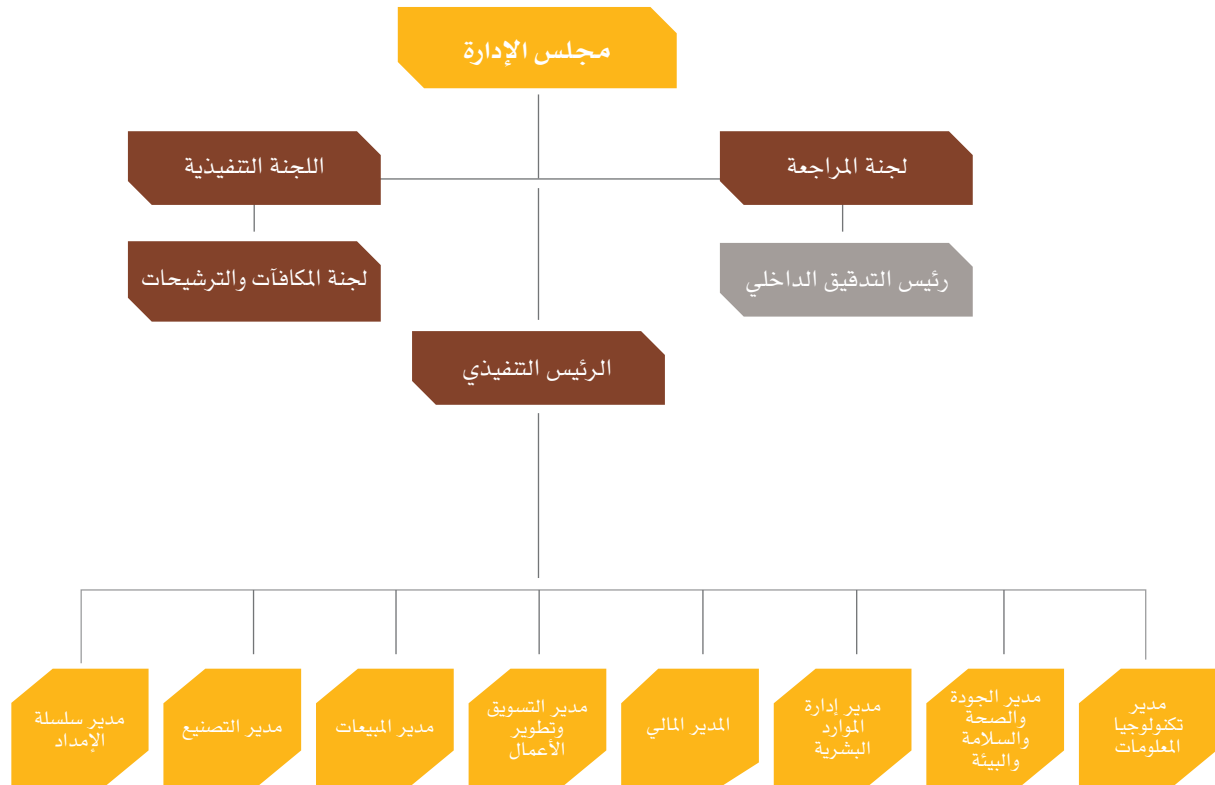 مجلس الإدارة
لجنة المراجعة
اللجنة التنفيذية
رئيس التدقيق الداخلي
لجنة المكافآت والترشيحات
الرئيس التنفيذي
مدير
تكنولوجيا
المعلومات
مدير الجودة
والصحة
والسلامة
والبيئة
مدير إدارة
الموارد
البشرية
المدير المالي
مدير التسويق
وتطوير
الأعمال
مدير المبيعات
مدير التصنيع
مدير سلسلة
الإمداد